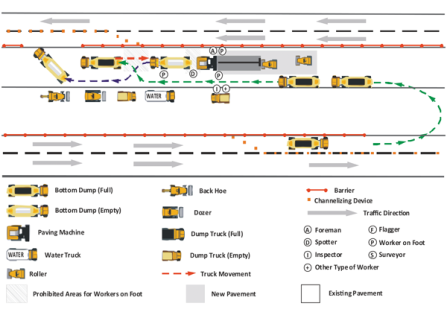 A P
P D P
I +
WATER
Bottom Dump (Full)
Back Hoe
Barrier
Channelizing Device
Bottom Dump (Empty)
Dozer
Traffic Direction
Paving Machine
Dump Truck (Full)
A Foreman F Flagger
D Spotter P Worker on Foot
WATER Water Truck
Dump Truck (Empty)
I Inspector S Surveyor
+ Other Type of Worker
Roller
Truck Movement
Prohibited Areas for Workers on Foot
New Pavement
Existing Pavement